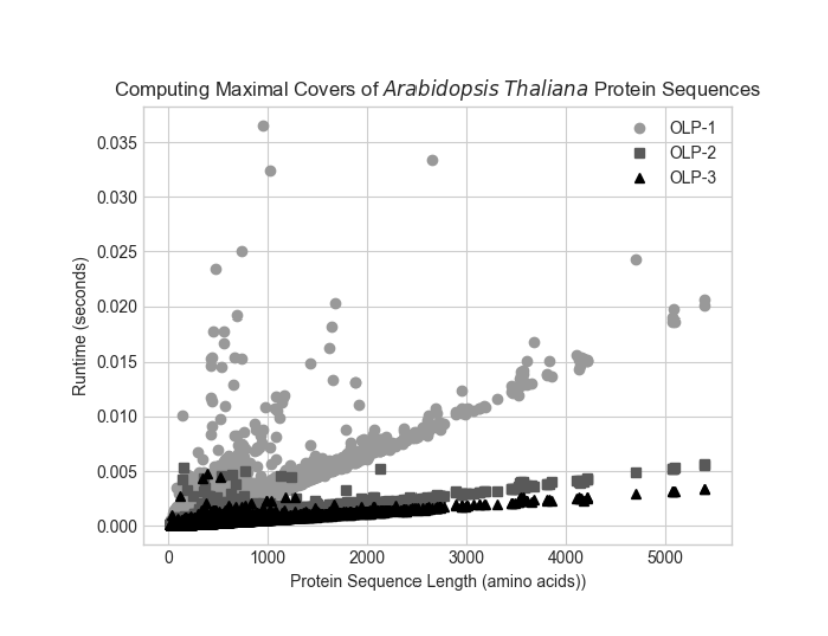 Computing Maximal Covers of Arabidopsis Thaliana Protein Sequences
OLP-1
OLP-2
OLP-3
0.035
0.030
0.025
0.020
0.015
0.010
0.005
0.000
Runtime (seconds)
0 1000 2000 3000 4000 5000
Protein Sequence Length (amino acids))